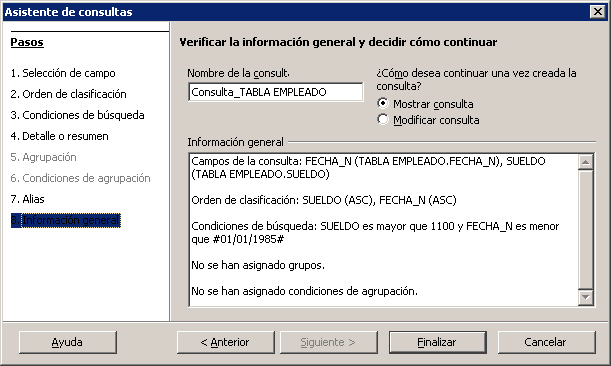 Asistente de consultas
Pasos
1. Selección de campo
2. Orden de clasificación
3. Condiciones de búsqueda
4. Detalle o resumen
5. Agrupación
6. Condiciones de agrupación
7. Alias
8. Información general
Verificar la información general y decidir cómo continuar
Nombre de la consult.
Consulta_TABLA EMPLEADO
¿Cómo desea continuar una vez creada la
consulta?
Mostrar consulta
Modificar consulta
Información general
Campos de la consulta: FECHA_N (TABLA EMPLEADO.FECHA_N), SUELDO
(TABLA EMPLEADO.SUELDO)
Orden de clasificación: SUELDO (ASC), FECHA_N (ASC)
Condiciones de búsqueda: SUELDO es mayor que 1100 y FECHA_N es menor
que #01/01/1985#
No se han asignado grupos.
No se han asignado condiciones de agrupación.
Ayuda
< Anterior
Siguiente >
Finalizar
Cancelar